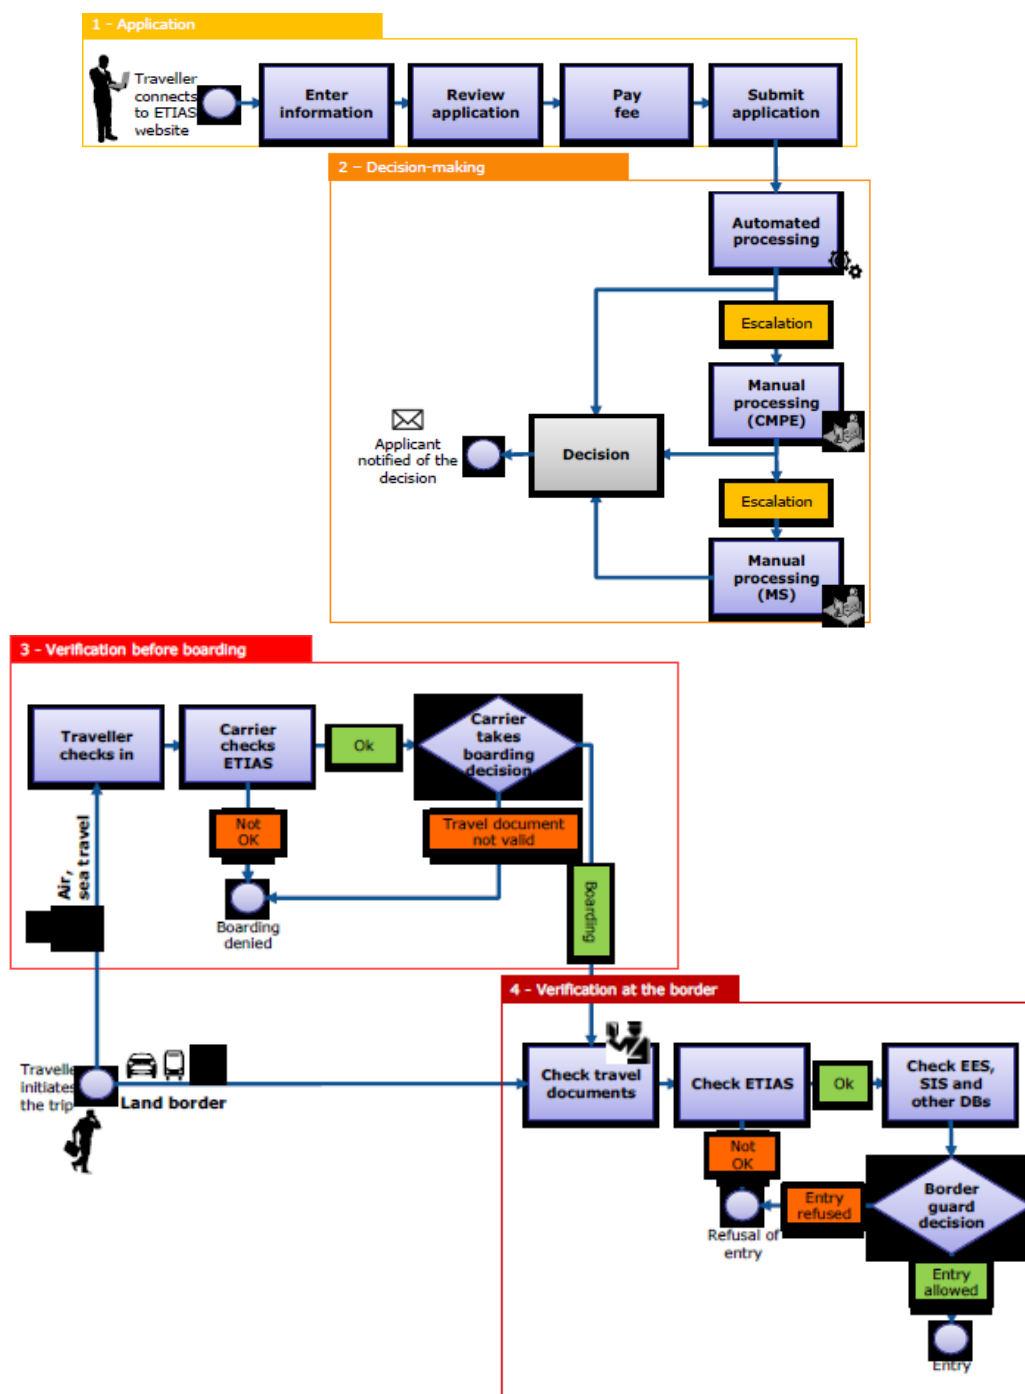 1 - Application
Traveller
connects
to ETIAS
website
Enter
information
Review
application
Pay
fee
Submit
application
2 – Decision-making
Automated
processing
Escalation
Manual
processing
(CMPE)
Applicant
notified of the
decision
Decision
Escalation
Manual
processing
(MS)
3 - Verification before boarding
Traveller
checks in
Carrier
checks
ETIAS
Ok
Carrier
takes
boarding
decision
Not
OK
Travel document
not valid
Air,
sea travel
Boarding
denied
Boarding
4 - Verification at the border
Travelle
initiates
the trip
Land border
Check travel
documents
Check ETIAS
Ok
Check EES,
SIS and
other DBs
Not
OK
Entry
refused
Border
guard
decision
Refusal of
entry
Entry
allowed
Entry